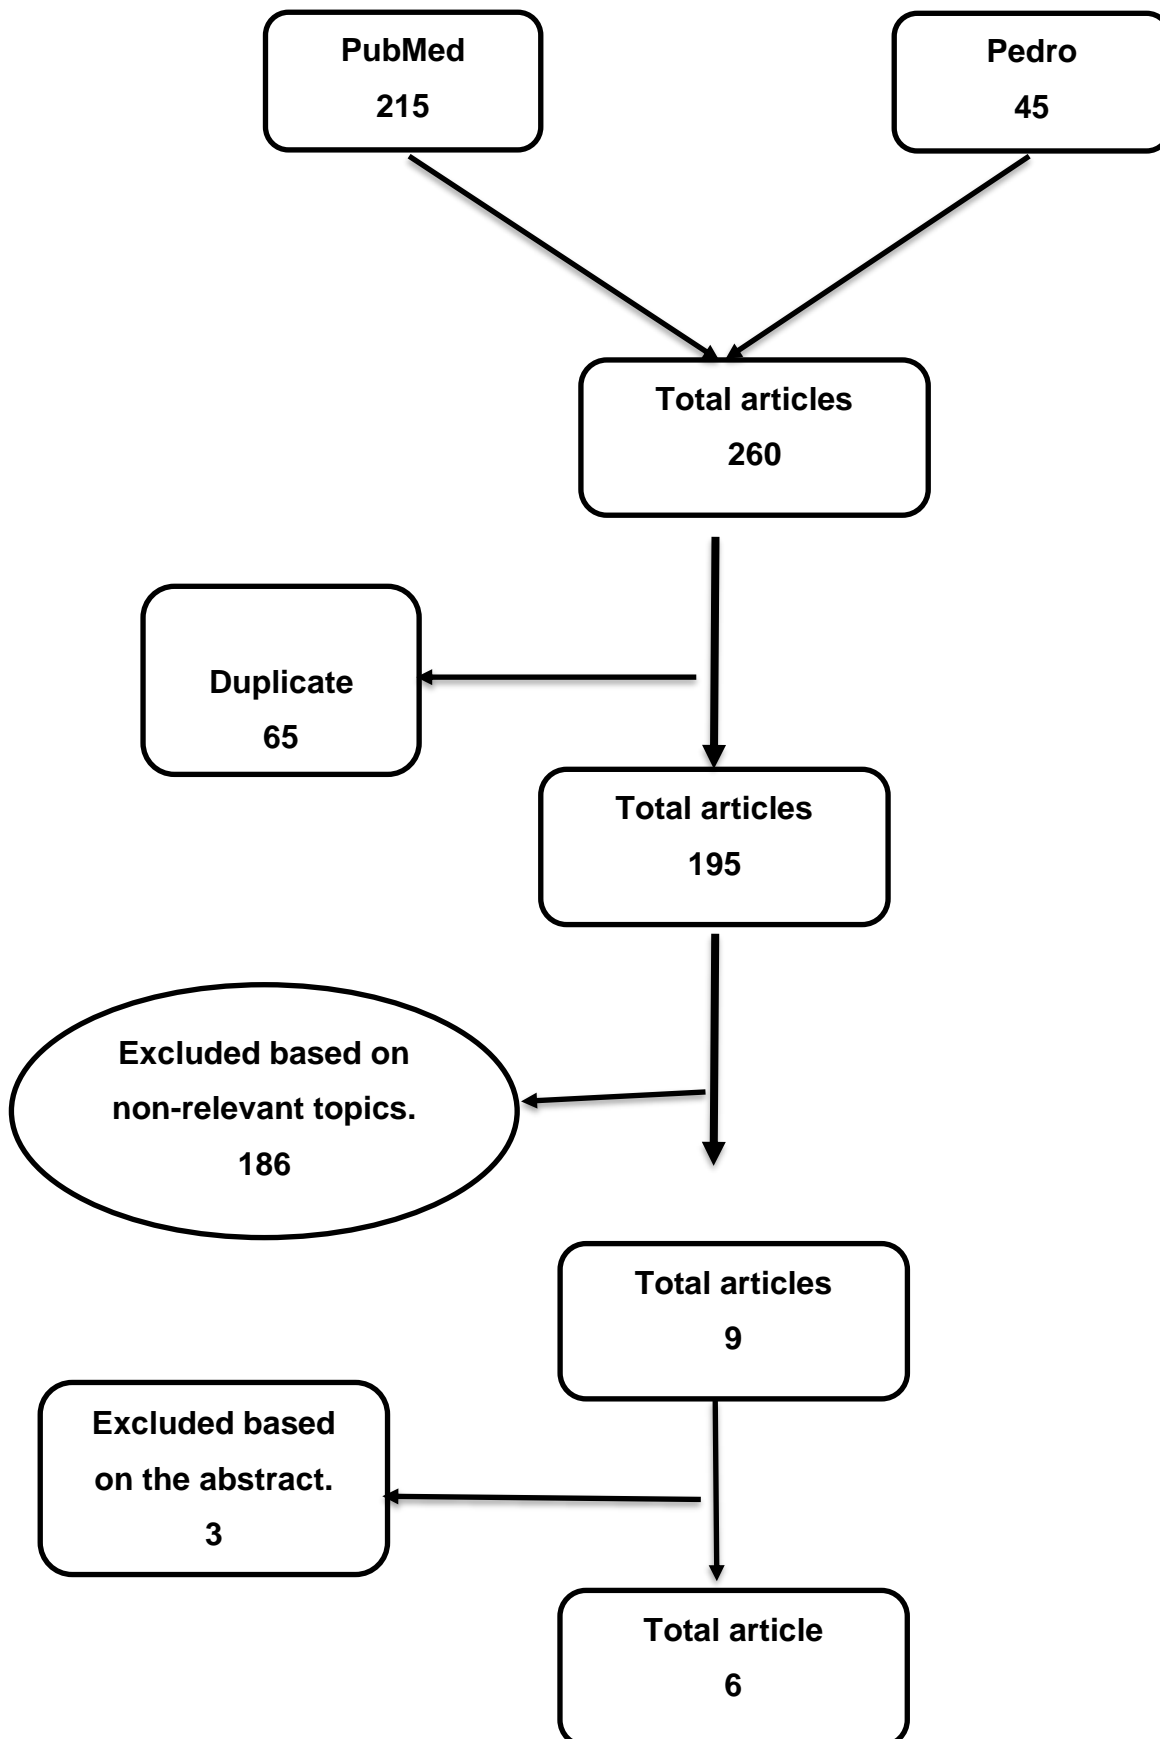 PubMed
215
Pedro
45
Total articles
260
Duplicate
65
Total articles
195
Excluded based on
non-relevant topics.
186
Total articles
9
Excluded based
on the abstract.
3
Total article
6